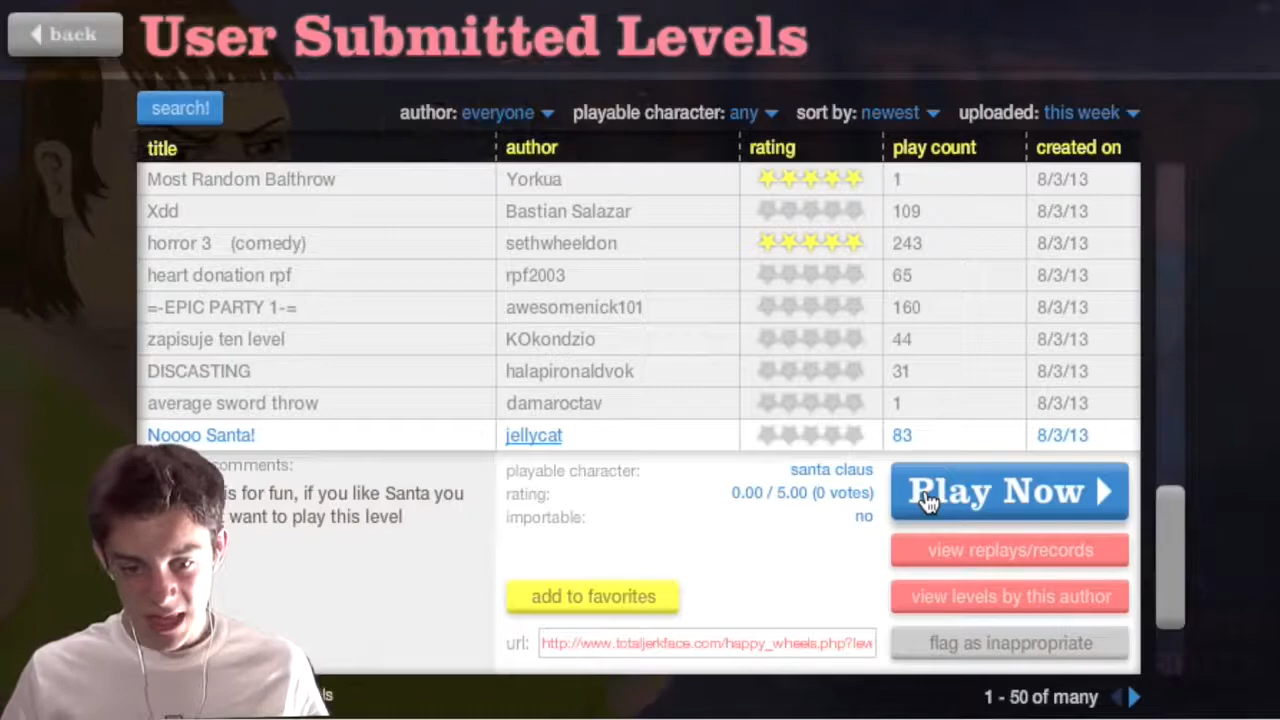 back
User Submitted Levels
search!
author: everyone playable character: any sort by: newest uploaded: this week
title author rating play count created on
Most Random Balthrow Yorkua 1 8/3/13
Xdd Bastian Salazar 109 8/3/13
horror 3 (comedy) sethwheeldon 243 8/3/13
heart donation rpf rpf2003 65 8/3/13
=-EPIC PARTY 1-= awesomenick101 160 8/3/13
zapisuje ten level KOkondzio 44 8/3/13
DISCASTING halapironaldvok 31 8/3/13
average sword throw damaroctav 1 8/3/13
Noooo Santa! jellycat 83 8/3/13
comments:
is for fun, if you like Santa you
want to play this level
playable character: santa claus
rating: 0.00 / 5.00 (0 votes)
importable: no
Play Now
view replays/records
add to favorites
view levels by this author
url: http://www.totaljerkface.com/happy_wheels.php?lev
flag as inappropriate
1 - 50 of many